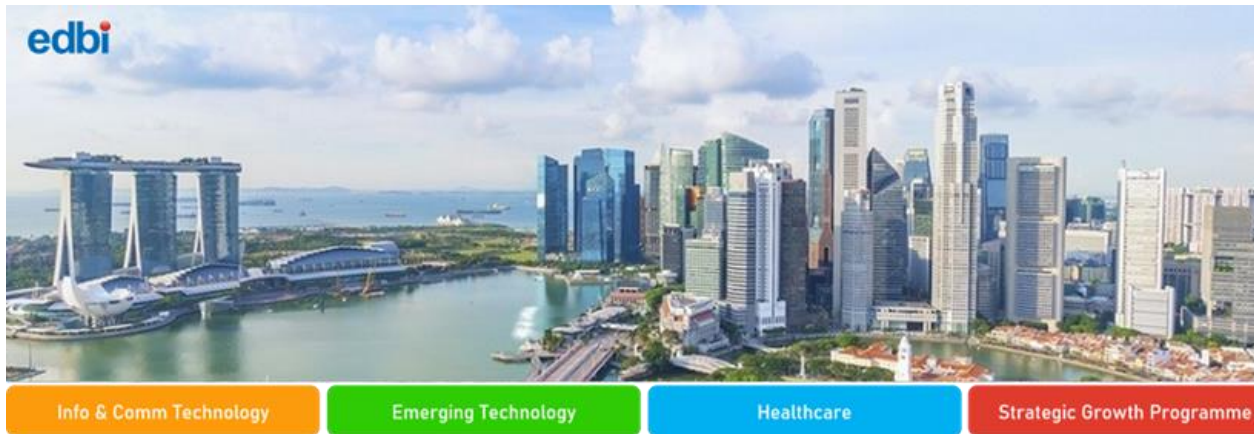 edbi
Info & Comm Technology
Emerging Technology
Healthcare
Strategic Growth Programme